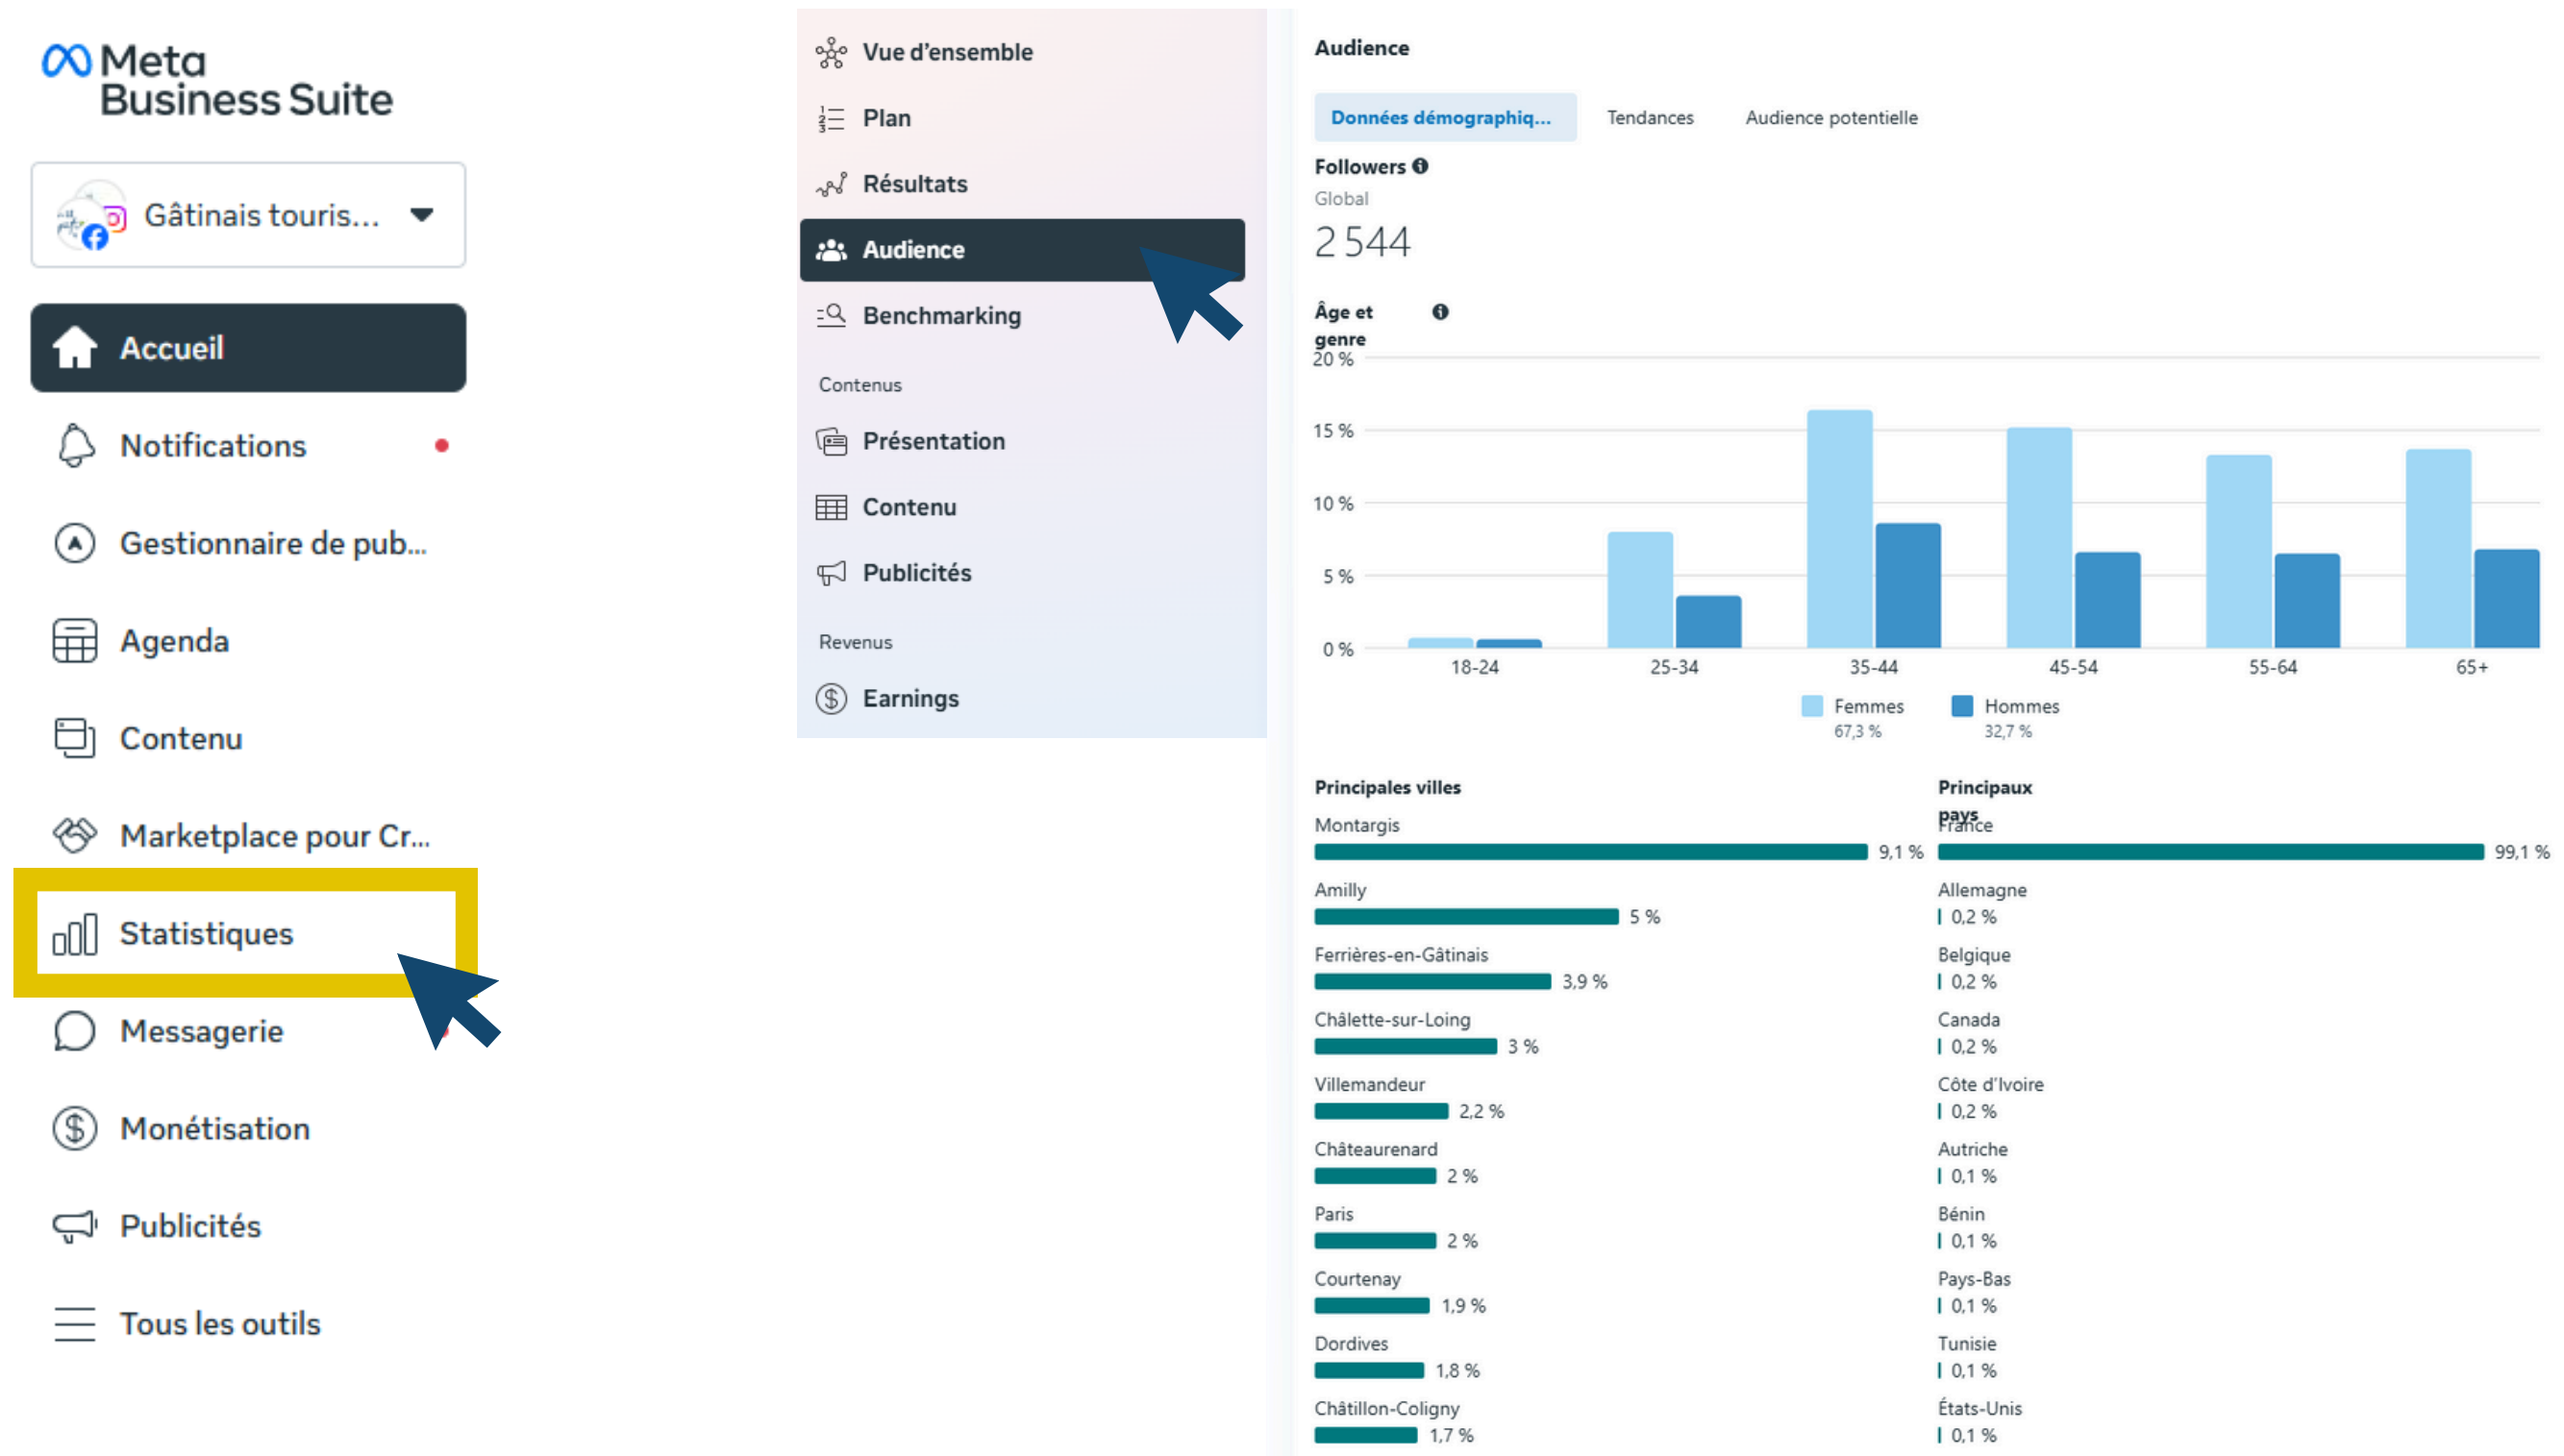 Meta
Business Suite
Gâtinais touris...
Accueil
Notifications
Gestionnaire de pub...
Agenda
Contenu
Marketplace pour Cr...
Statistiques
Messagerie
Monétisation
Publicités
Tous les outils
Vue d'ensemble
Plan
Résultats
Audience
Benchmarking
Contenus
Présentation
Contenu
Publicités
Revenus
Earnings
Audience
Données démographiq... Tendances Audience potentielle
Followers
Global
2 544
Âge et
genre
20 %
15 %
10 %
5 %
0 %
18-24 25-34 35-44 45-54 55-64 65+
Femmes Hommes
67,3 % 32,7 %
Principales villes
Montargis
9,1 %
Amilly
5 %
Ferrières-en-Gâtinais
3,9 %
Châlette-sur-Loing
3 %
Villemandeur
2,2 %
Châteaurenard
2 %
Paris
2 %
Courtenay
1,9 %
Dordives
1,8 %
Châtillon-Coligny
1,7 %
Principaux
pays
France
99,1 %
Allemagne
0,2 %
Belgique
0,2 %
Canada
0,2 %
Côte d'Ivoire
0,2 %
Autriche
0,1 %
Bénin
0,1 %
Pays-Bas
0,1 %
Tunisie
0,1 %
États-Unis
0,1 %